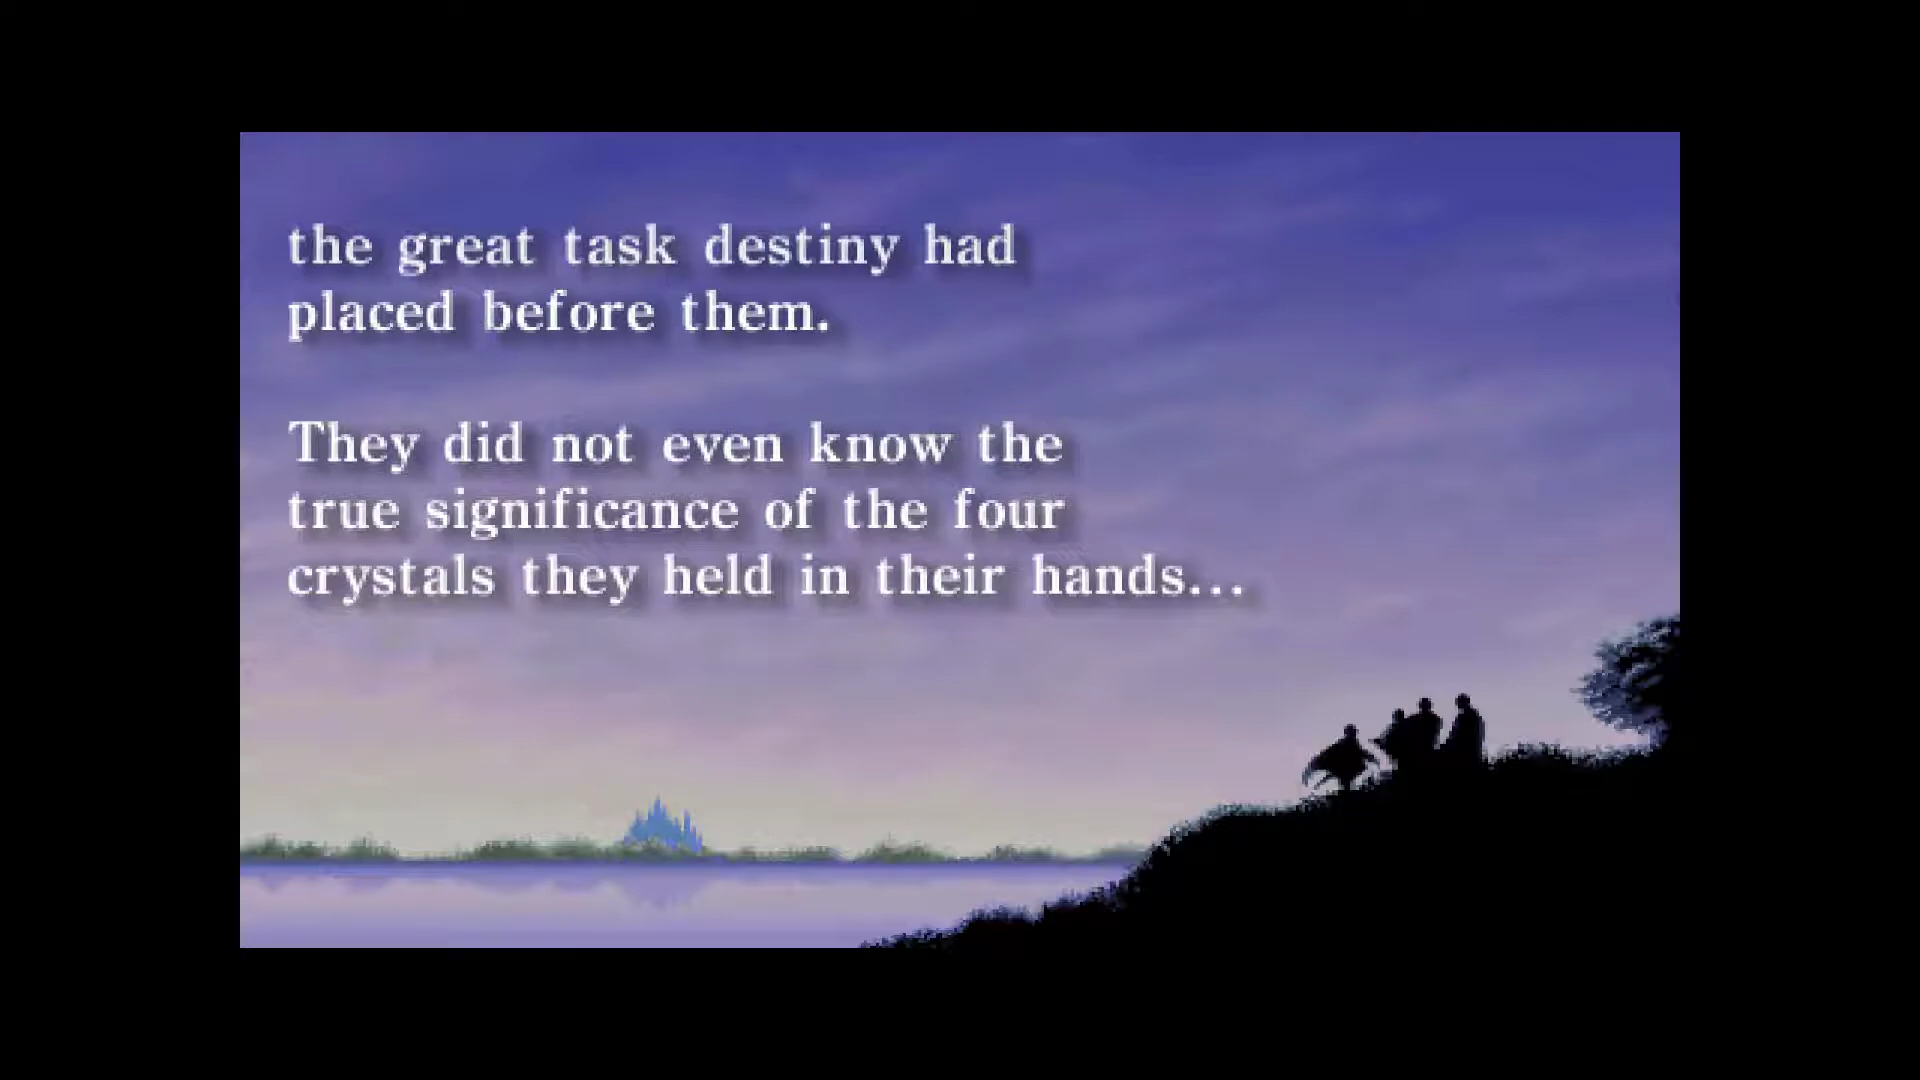 the great task destiny had
placed before them.
They did not even know the
true significance of the four
crystals they held in their hands...